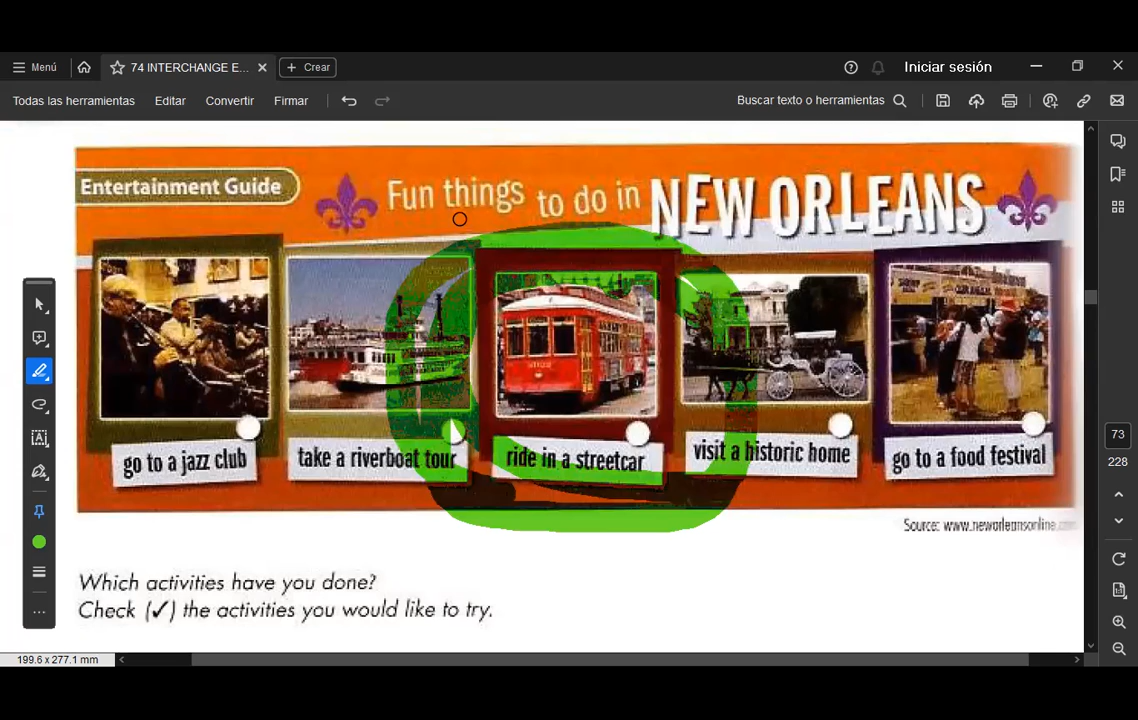 Menú
74 INTERCHANGE E...
Crear
Iniciar sesión
Todas las herramientas
Editar
Convertir
Firmar
Buscar texto o herramientas
Entertainment Guide
Fun things to do in NEW ORLEANS
go to a jazz club
take a riverboat tour
ride in a streetcar
visit a historic home
go to a food festival
Source: www.neworleansonline.com
Which activities have you done?
Check (✓) the activities you would like to try.
73
228
199.6 x 277.1 mm